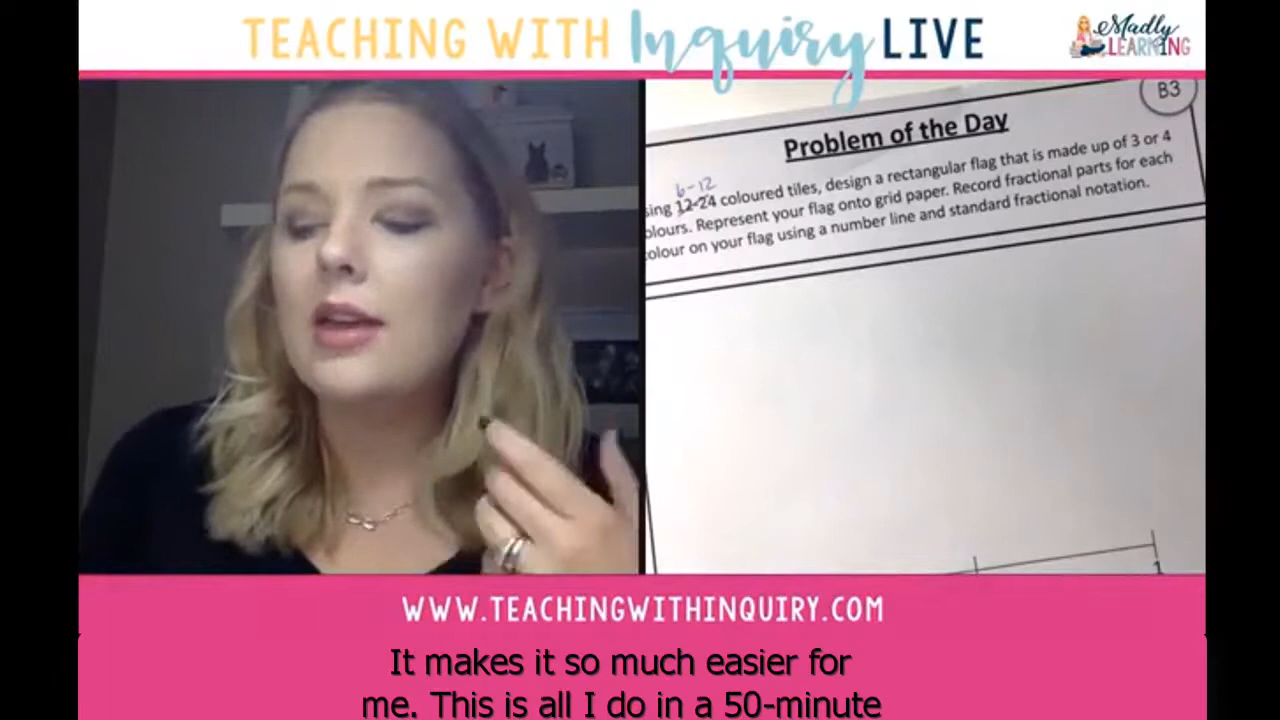 TEACHING WITH Inquiry LIVE
Madly
LEARNING
B3
Problem of the Day
6-12
sing 12-24 coloured tiles, design a rectangular flag that is made up of 3 or 4
olours. Represent your flag onto grid paper. Record fractional parts for each
colour on your flag using a number line and standard fractional notation.
1
WWW.TEACHINGWITHINQUIRY.COM
It makes it so much easier for
me. This is all I do in a 50-minute